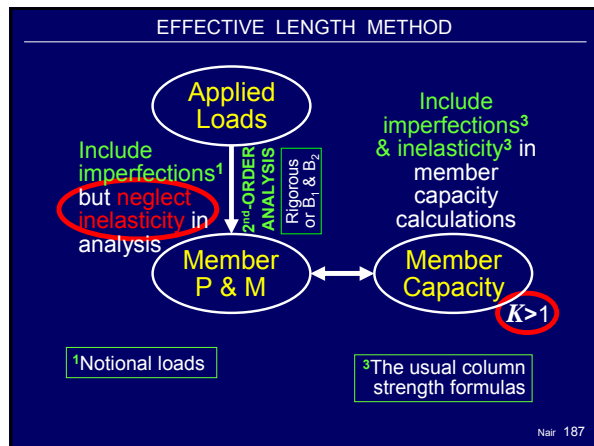 EFFECTIVE LENGTH METHOD
Applied
Loads
Include
imperfections¹
but neglect
inelasticity in
analysis
2nd-ORDER
ANALYSIS
Rigorous
or B₁ & B₂
Include
imperfections³
& inelasticity³ in
member
capacity
calculations
Member
P & M
Member
Capacity
K>1
¹Notional loads
³The usual column
strength formulas
Nair 187